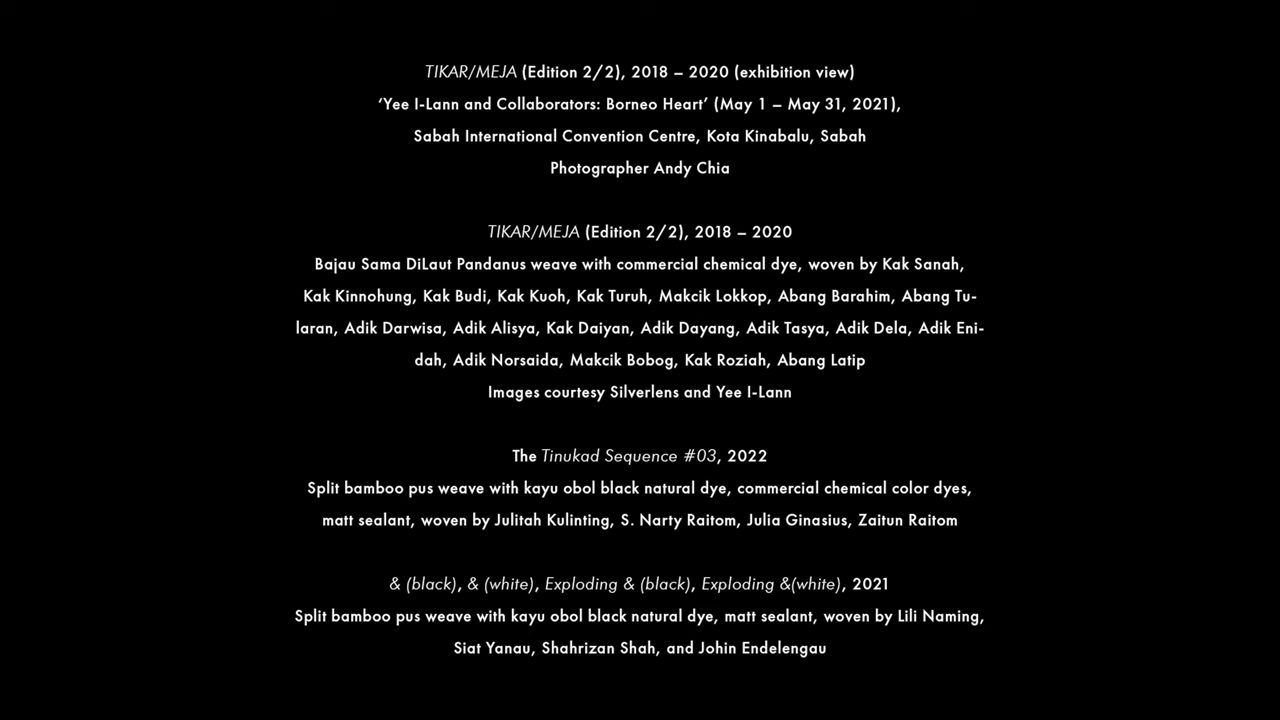 TIKAR/MEJA (Edition 2/2), 2018 – 2020 (exhibition view)
‘Yee I-Lann and Collaborators: Borneo Heart’ (May 1 – May 31, 2021),
Sabah International Convention Centre, Kota Kinabalu, Sabah
Photographer Andy Chia
TIKAR/MEJA (Edition 2/2), 2018 – 2020
Bajau Sama DiLaut Pandanus weave with commercial chemical dye, woven by Kak Sanah,
Kak Kinnohung, Kak Budi, Kak Kuoh, Kak Turuh, Makcik Lokkop, Abang Barahim, Abang Tu-
laran, Adik Darwisa, Adik Alisya, Kak Daiyan, Adik Dayang, Adik Tasya, Adik Dela, Adik Eni-
dah, Adik Norsaida, Makcik Bobog, Kak Roziah, Abang Latip
Images courtesy Silverlens and Yee I-Lann
The Tinukad Sequence #03, 2022
Split bamboo pus weave with kayu obol black natural dye, commercial chemical color dyes,
matt sealant, woven by Julitah Kulinting, S. Narty Raitom, Julia Ginasius, Zaitun Raitom
& (black), & (white), Exploding & (black), Exploding &(white), 2021
Split bamboo pus weave with kayu obol black natural dye, matt sealant, woven by Lili Naming,
Siat Yanau, Shahrizan Shah, and Johin Endelengau